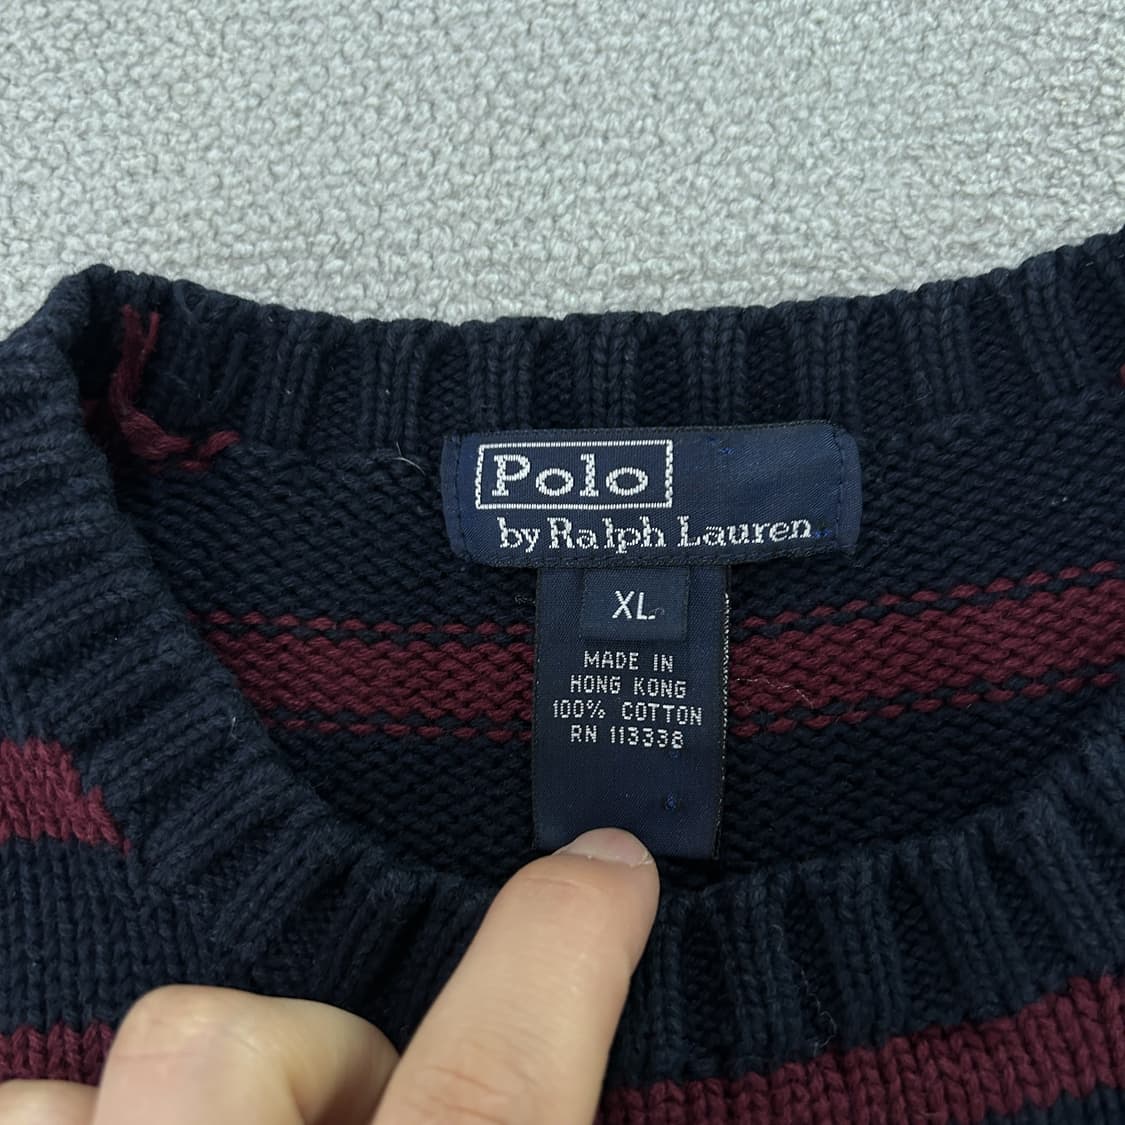 Polo
by Ralph Lauren
XL
MADE IN
HONG KONG
100% COTTON
RN 113338